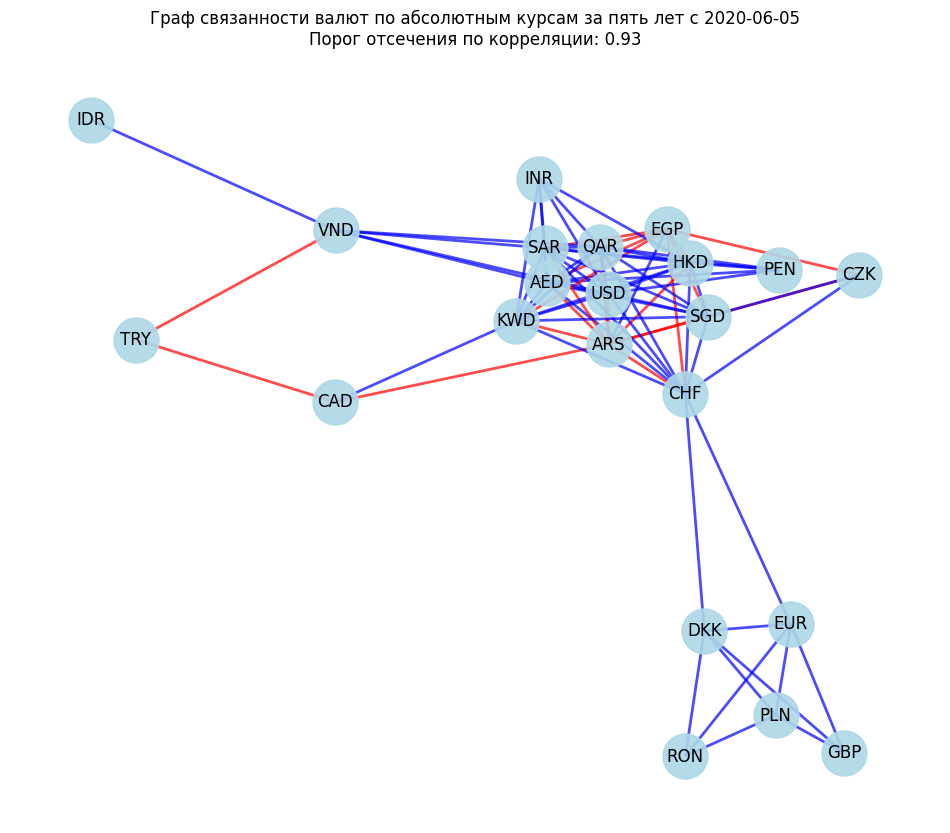 Граф связанности валют по абсолютным курсам за пять лет с 2020-06-05
Порог отсечения по корреляции: 0.93
IDR
INR
VND
EGP
SAR
QAR
HKD
PEN
CZK
AED
USD
KWD
SGD
TRY
ARS
CAD
CHF
DKK
EUR
PLN
RON
GBP